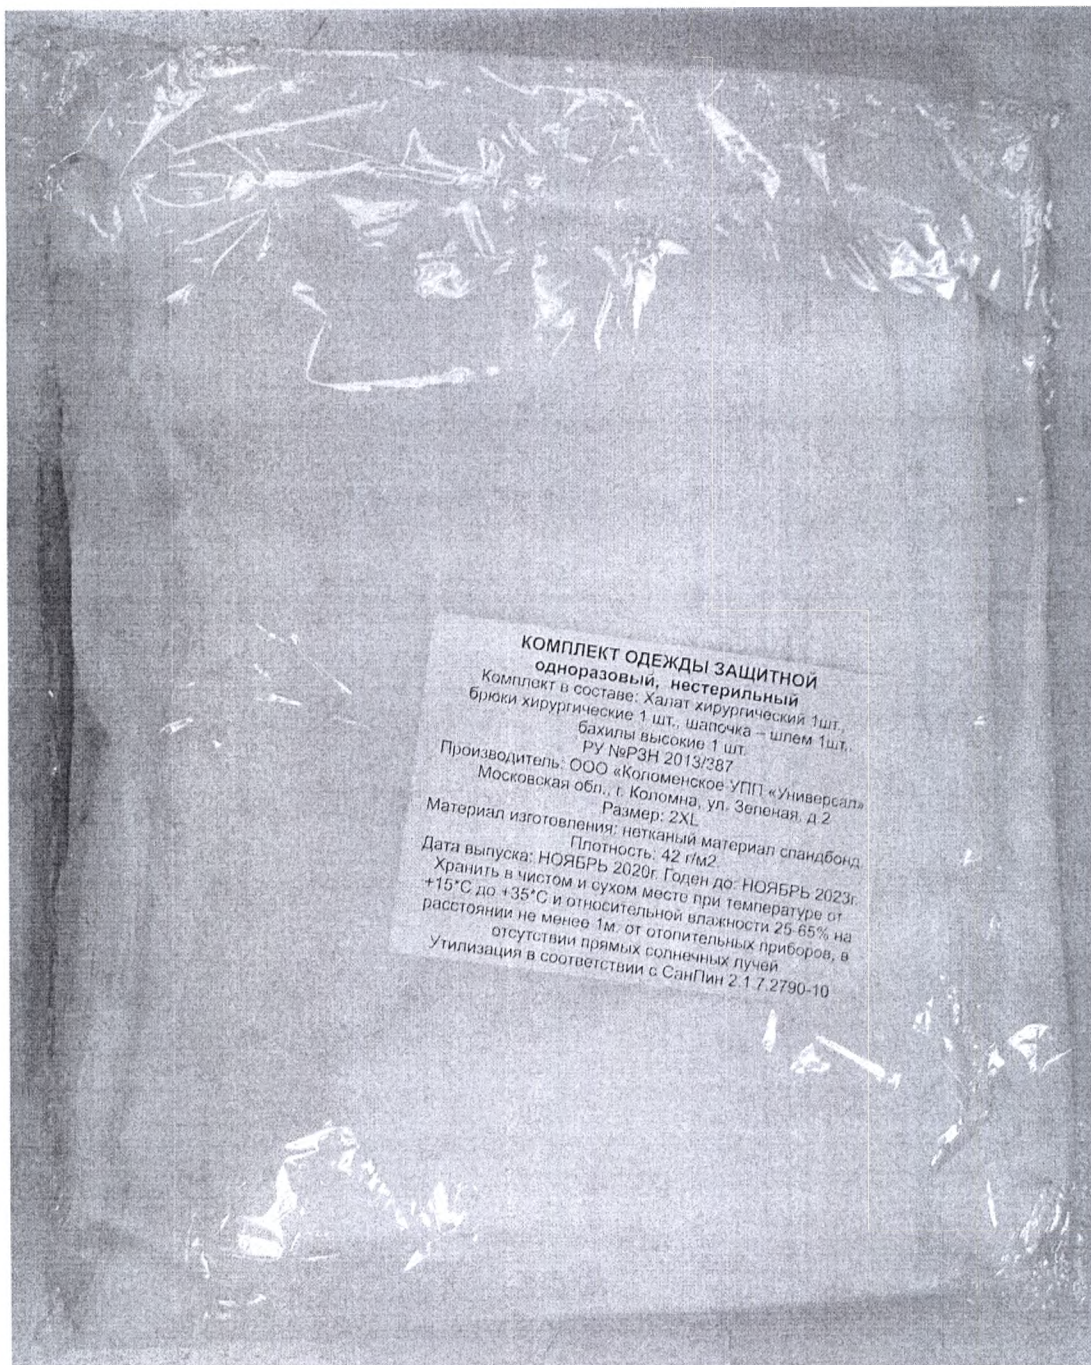 КОМПЛЕКТ ОДЕЖДЫ ЗАЩИТНОЙ
одноразовый, нестерильный
Комплект в составе: Халат хирургический 1шт.,
брюки хирургические 1 шт., шапочка – шлем 1шт.,
бахилы высокие 1 шт.
РУ №РЗН 2013/387
Производитель: ООО «Коломенское УПП «Универсал»
Московская обл., г. Коломна, ул. Зеленая, д 2
Размер: 2XL
Материал изготовления: нетканый материал спандбонд.
Плотность: 42 г/м2.
Дата выпуска: НОЯБРЬ 2020г. Годен до: НОЯБРЬ 2023г.
Хранить в чистом и сухом месте при температуре от
+15*С до +35*С и относительной влажности 25-65% на
расстоянии не менее 1м. от отопительных приборов, в
отсутствии прямых солнечных лучей.
Утилизация в соответствии с СанПин 2.1.7.2790-10